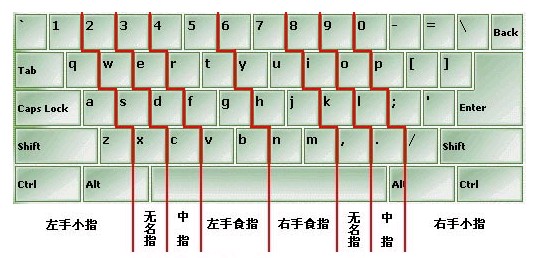 ` 1 2 3 4 5 6 7 8 9 0 - = \ Back
Tab q w e r t y u i o p [ ]
Caps Lock a s d f g h j k l ; ' Enter
Shift z x c v b n m , . / Shift
Ctrl Alt Alt Ctrl
左手小指 无名指 中指 左手食指 右手食指 无名指 中指 右手小指